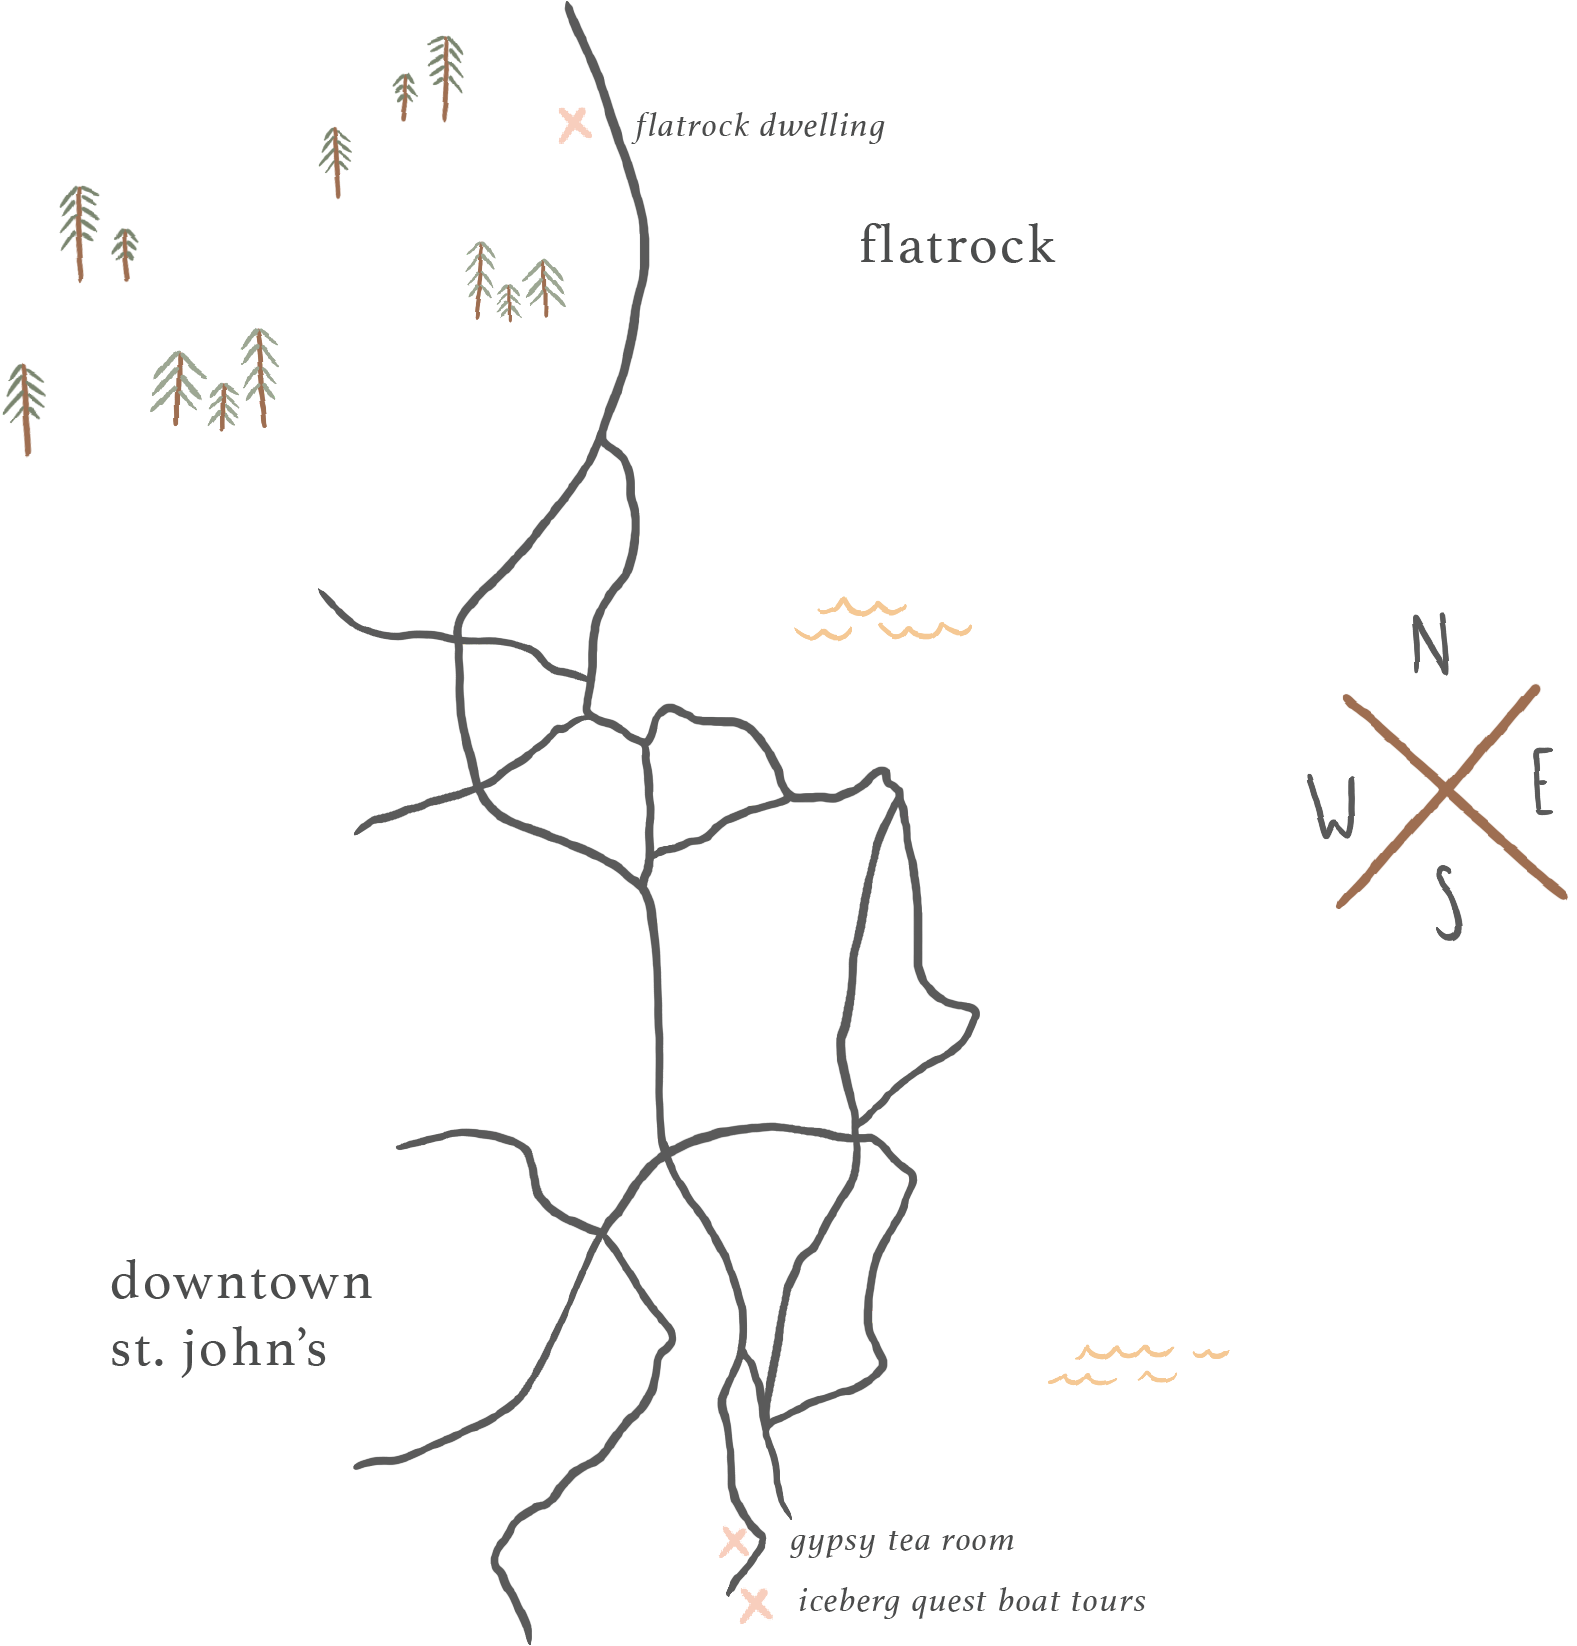 flatrock dwelling
flatrock
N
W
E
S
downtown
st. john’s
gypsy tea room
iceberg quest boat tours